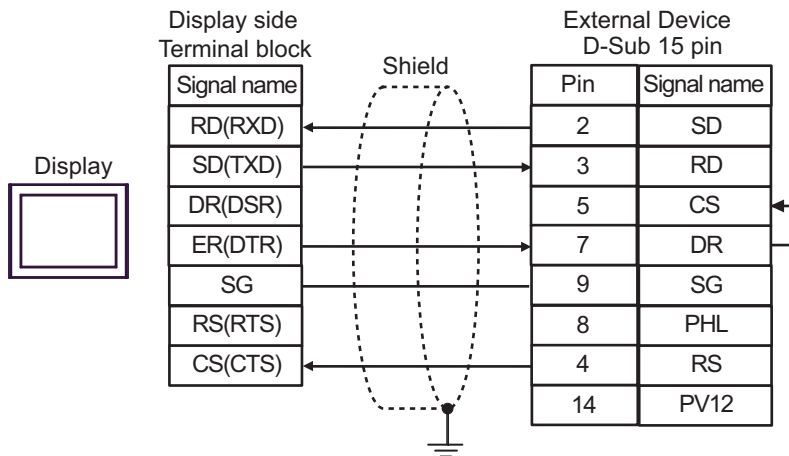 Display side
Terminal block
External Device
D-Sub 15 pin
Shield
Display
Signal name
Pin Signal name
RD(RXD) 2 SD
SD(TXD) 3 RD
DR(DSR) 5 CS
ER(DTR) 7 DR
SG 9 SG
RS(RTS) 8 PHL
CS(CTS) 4 RS
14 PV12